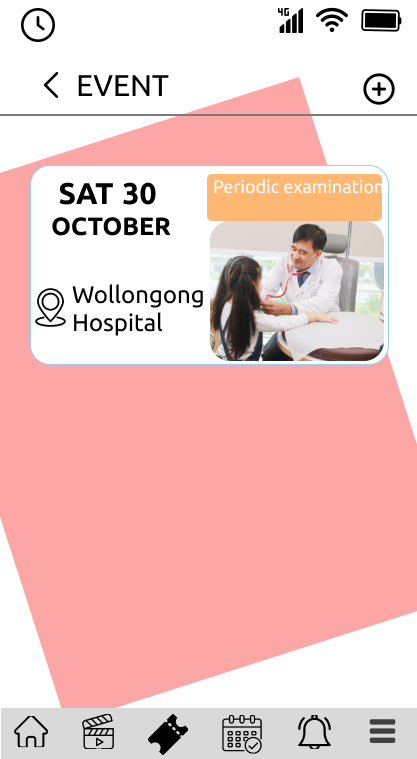 4G
EVENT
SAT 30
OCTOBER
Periodic examination
Wollongong
Hospital